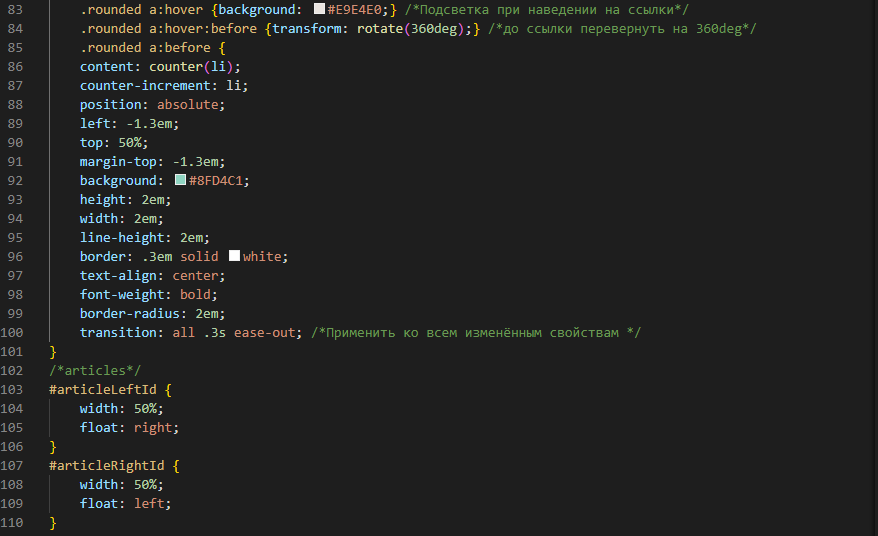 83 .rounded a:hover {background: #E9E4E0;} /*Подсветка при наведении на ссылки*/
84 .rounded a:hover:before {transform: rotate(360deg);} /*до ссылки перевернуть на 360deg*/
85 .rounded a:before {
86 content: counter(li);
87 counter-increment: li;
88 position: absolute;
89 left: -1.3em;
90 top: 50%;
91 margin-top: -1.3em;
92 background: #8FD4C1;
93 height: 2em;
94 width: 2em;
95 line-height: 2em;
96 border: .3em solid white;
97 text-align: center;
98 font-weight: bold;
99 border-radius: 2em;
100 transition: all .3s ease-out; /*Применить ко всем изменённым свойствам */
101 }
102 /*articles*/
103 #articleLeftId {
104 width: 50%;
105 float: right;
106 }
107 #articleRightId {
108 width: 50%;
109 float: left;
110 }